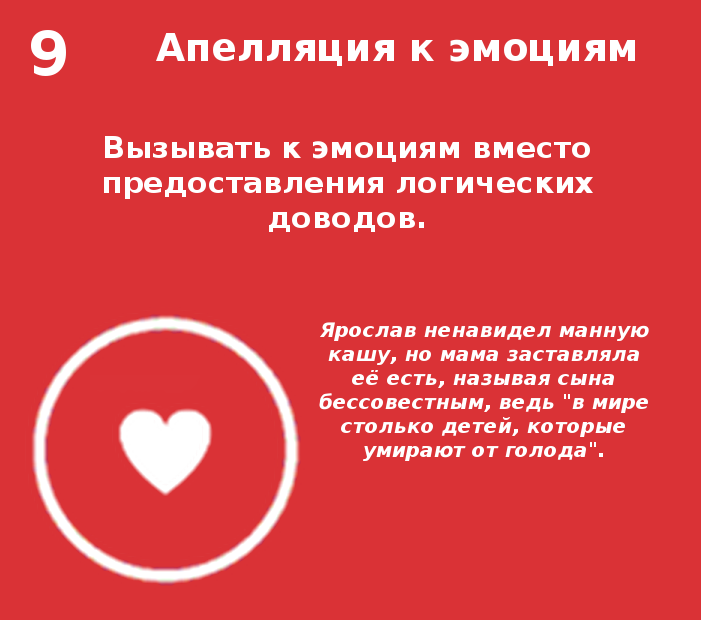 9 Апелляция к эмоциям
Вызывать к эмоциям вместо
предоставления логических
доводов.
Ярослав ненавидел манную
кашу, но мама заставляла
её есть, называя сына
бессовестным, ведь "в мире
столько детей, которые
умирают от голода".